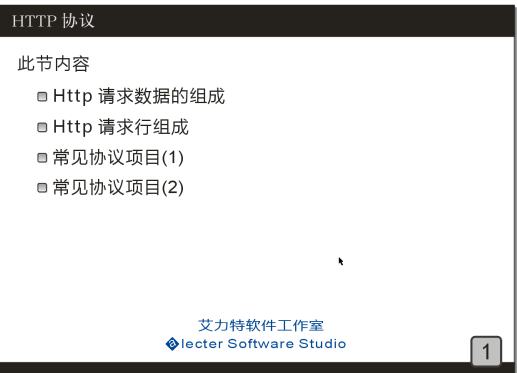 HTTP 协议
此节内容
Http 请求数据的组成
Http 请求行组成
常见协议项目(1)
常见协议项目(2)
艾力特软件工作室
@lecter Software Studio
1